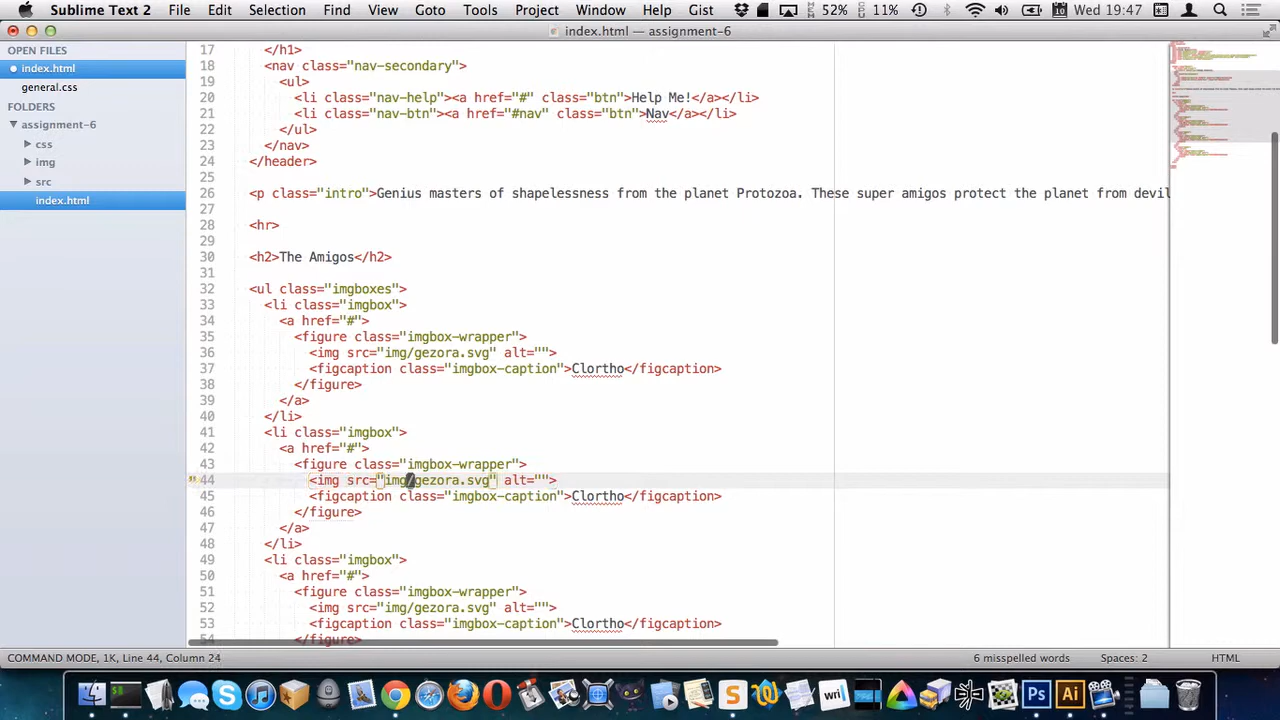 Sublime Text 2 File Edit Selection Find View Goto Tools Project Window Help Gist 52% 11% Wed 19:47
index.html — assignment-6
OPEN FILES
index.html
general.css
FOLDERS
assignment-6
css
img
src
index.html
17 </h1>
18 <nav class="nav-secondary">
19 <ul>
20 <li class="nav-help"><a href="#" class="btn">Help Me!</a></li>
21 <li class="nav-btn"><a href="#nav" class="btn">Nav</a></li>
22 </ul>
23 </nav>
24 </header>
25
26 <p class="intro">Genius masters of shapelessness from the planet Protozoa. These super amigos protect the planet from devil
27
28 <hr>
29
30 <h2>The Amigos</h2>
31
32 <ul class="imgboxes">
33 <li class="imgbox">
34 <a href="#">
35 <figure class="imgbox-wrapper">
36 <img src="img/gezora.svg" alt="">
37 <figcaption class="imgbox-caption">Clortho</figcaption>
38 </figure>
39 </a>
40 </li>
41 <li class="imgbox">
42 <a href="#">
43 <figure class="imgbox-wrapper">
44 <img src="img/gezora.svg" alt="">
45 <figcaption class="imgbox-caption">Clortho</figcaption>
46 </figure>
47 </a>
48 </li>
49 <li class="imgbox">
50 <a href="#">
51 <figure class="imgbox-wrapper">
52 <img src="img/gezora.svg" alt="">
53 <figcaption class="imgbox-caption">Clortho</figcaption>
54 </figure>
COMMAND MODE, 1K, Line 44, Column 24 6 misspelled words Spaces: 2 HTML
wri Ps Ai